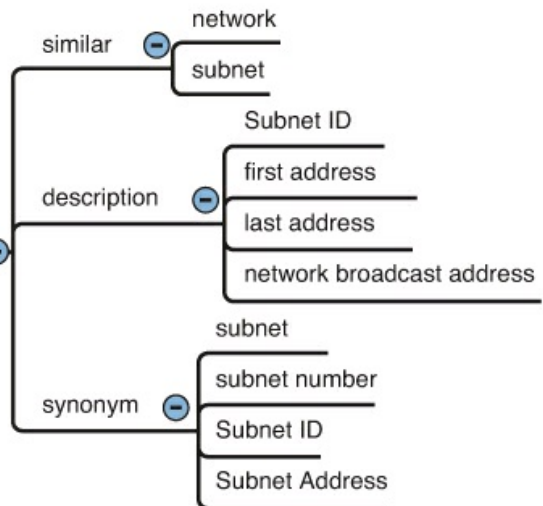 similar
network
subnet
description
Subnet ID
first address
last address
network broadcast address
synonym
subnet
subnet number
Subnet ID
Subnet Address